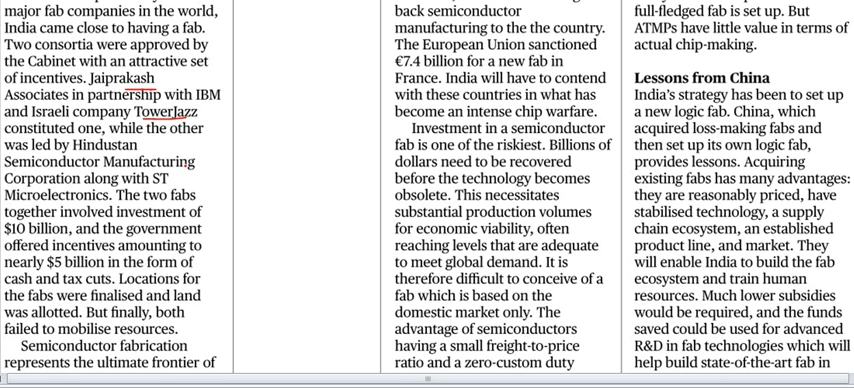 major fab companies in the world,
India came close to having a fab.
Two consortia were approved by
the Cabinet with an attractive set
of incentives. Jaiprakash
Associates in partnership with IBM
and Israeli company TowerJazz
constituted one, while the other
was led by Hindustan
Semiconductor Manufacturing
Corporation along with ST
Microelectronics. The two fabs
together involved investment of
$10 billion, and the government
offered incentives amounting to
nearly $5 billion in the form of
cash and tax cuts. Locations for
the fabs were finalised and land
was allotted. But finally, both
failed to mobilise resources.
Semiconductor fabrication
represents the ultimate frontier of
back semiconductor
manufacturing to the the country.
The European Union sanctioned
€7.4 billion for a new fab in
France. India will have to contend
with these countries in what has
become an intense chip warfare.
Investment in a semiconductor
fab is one of the riskiest. Billions of
dollars need to be recovered
before the technology becomes
obsolete. This necessitates
substantial production volumes
for economic viability, often
reaching levels that are adequate
to meet global demand. It is
therefore difficult to conceive of a
fab which is based on the
domestic market only. The
advantage of semiconductors
having a small freight-to-price
ratio and a zero-custom duty
full-fledged fab is set up. But
ATMPs have little value in terms of
actual chip-making.
Lessons from China
India's strategy has been to set up
a new logic fab. China, which
acquired loss-making fabs and
then set up its own logic fab,
provides lessons. Acquiring
existing fabs has many advantages:
they are reasonably priced, have
stabilised technology, a supply
chain ecosystem, an established
product line, and market. They
will enable India to build the fab
ecosystem and train human
resources. Much lower subsidies
would be required, and the funds
saved could be used for advanced
R&D in fab technologies which will
help build state-of-the-art fab in